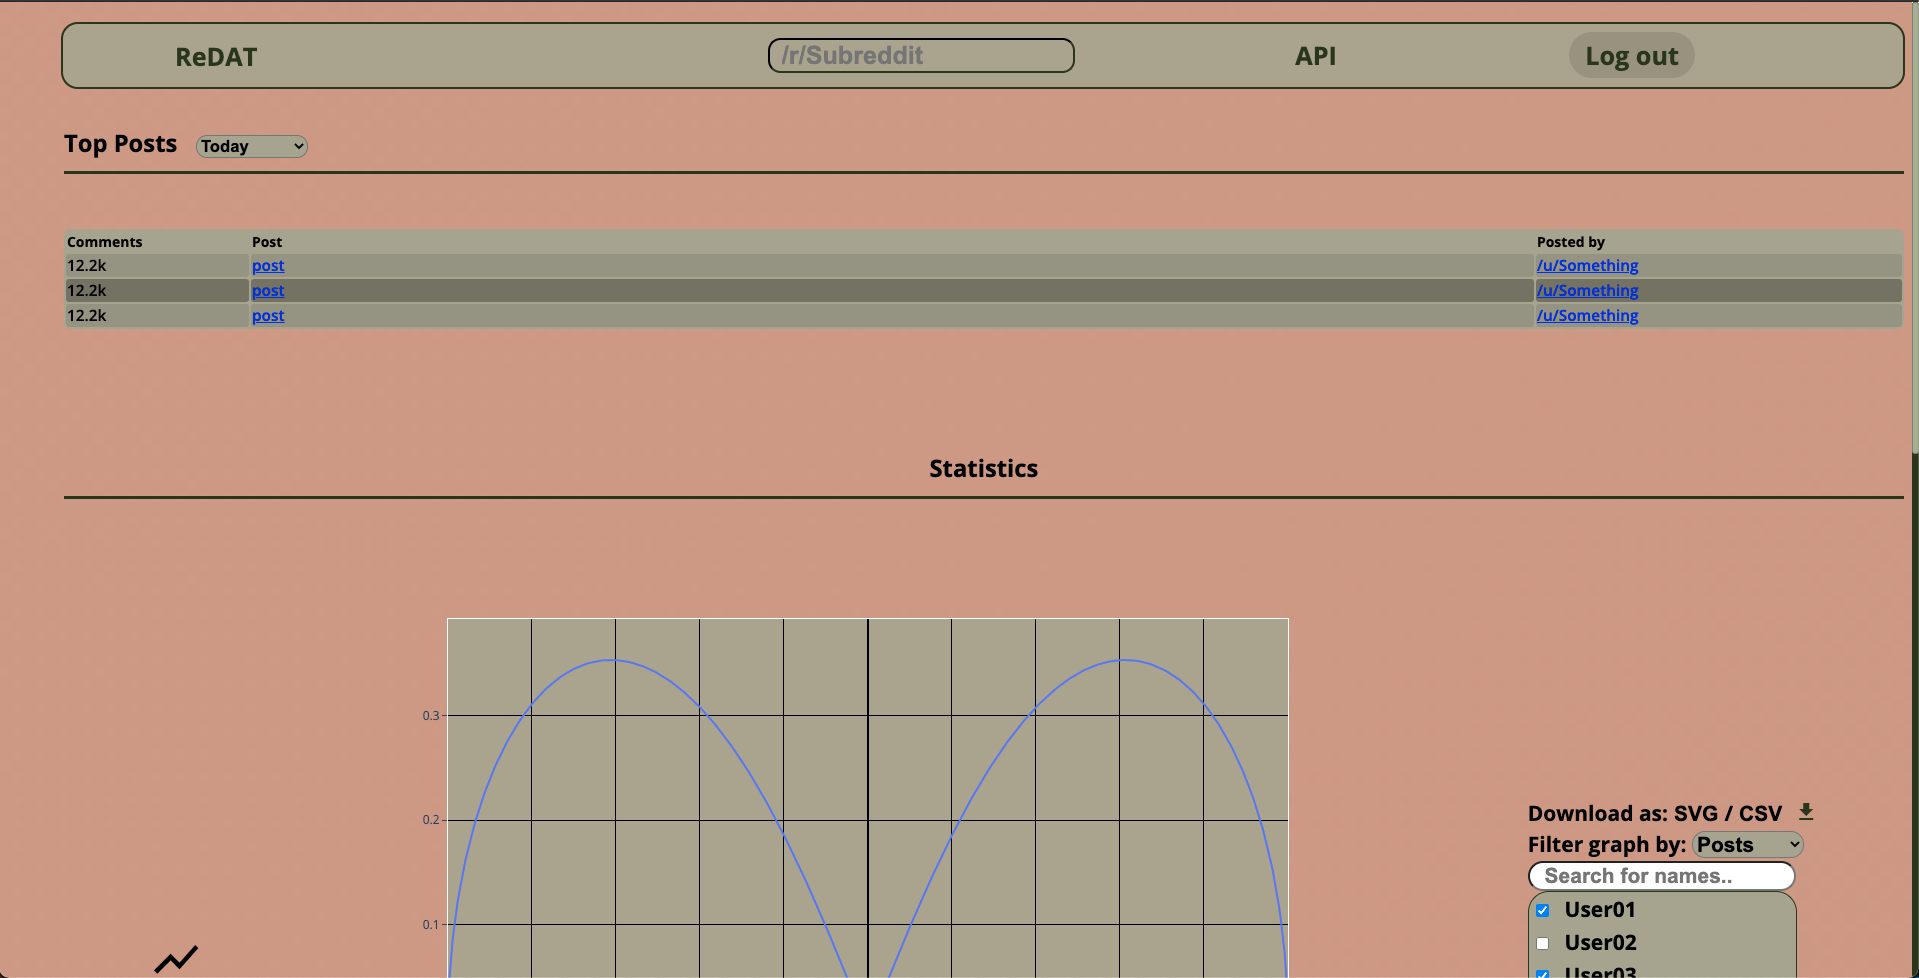 ReDAT /r/Subreddit API Log out
Top Posts Today
Comments Post Posted by
12.2k post /u/Something
12.2k post /u/Something
12.2k post /u/Something
Statistics
0.3
0.2
0.1
Download as: SVG / CSV
Filter graph by: Posts
Search for names..
User01
User02
User03